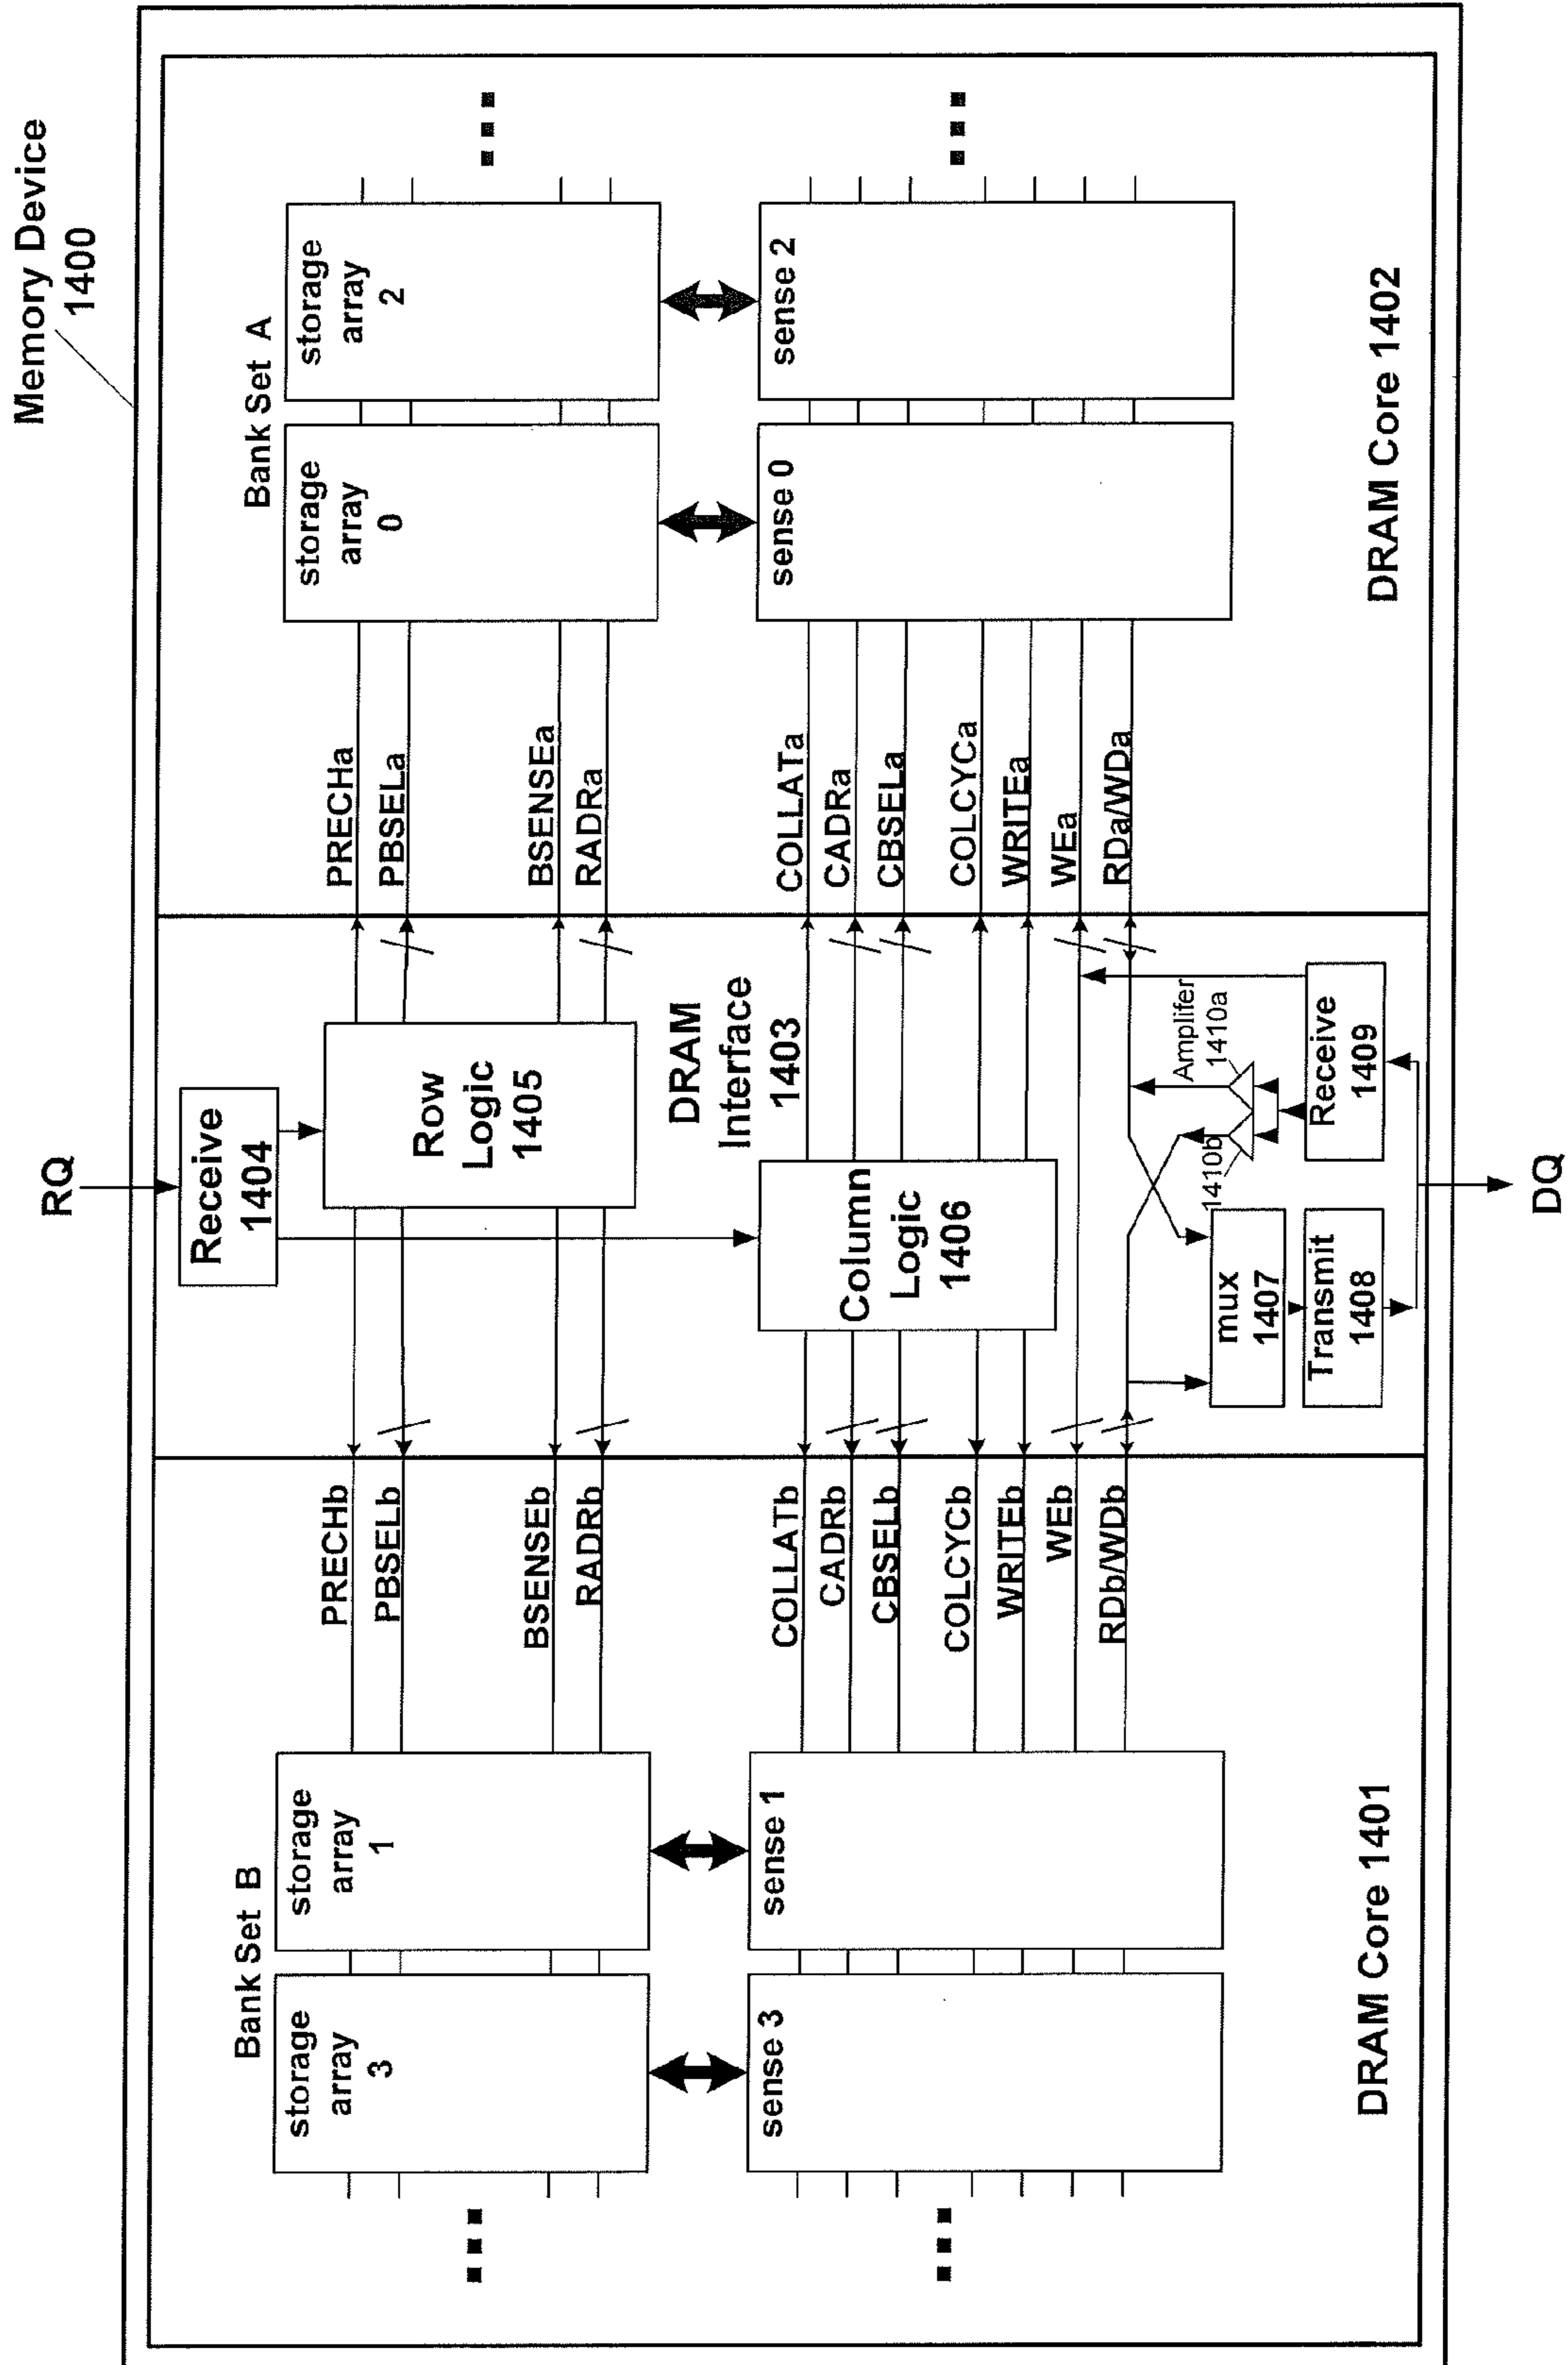 Memory Device
1400
RQ
Receive
1404
Row
Logic
1405
DRAM
Interface
1403
Column
Logic
1406
mux
1407
Transmit
1408
Receive
1409
Amplifer
1410a
1410b
DQ
Bank Set B
storage
array
3
storage
array
1
sense 3
sense 1
PRECHb
PBSELb
BSENSEb
RADRb
COLLATb
CADRb
CBSELb
COLCYCb
WRITEb
WEb
RDb/WDb
DRAM Core 1401
Bank Set A
storage
array
0
storage
array
2
sense 0
sense 2
PRECHa
PBSELa
BSENSEa
RADRa
COLLATa
CADRa
CBSELa
COLCYCa
WRITEa
WEa
RDa/WDa
DRAM Core 1402